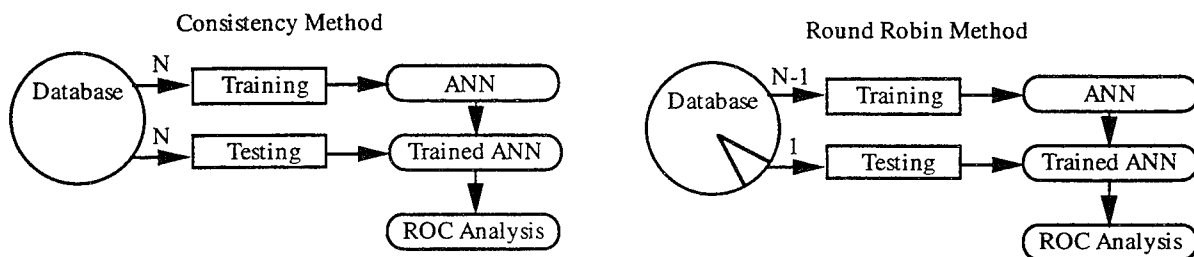 Consistency Method
Database
N
Training
ANN
N
Testing
Trained ANN
ROC Analysis
Round Robin Method
Database
N-1
Training
ANN
1
Testing
Trained ANN
ROC Analysis